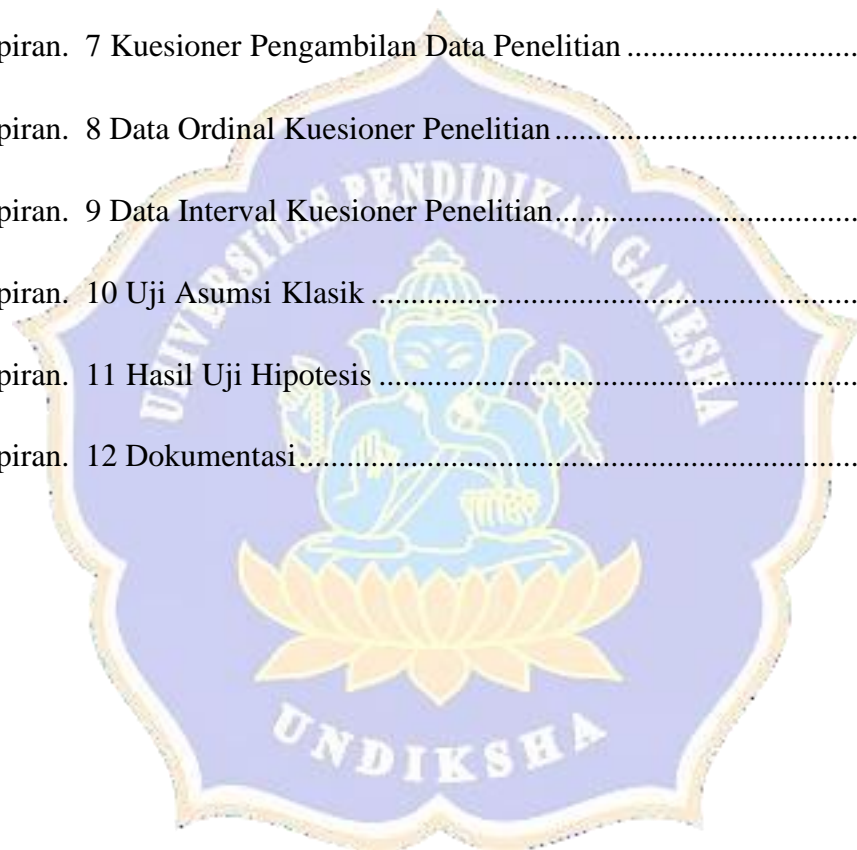 piran. 7 Kuesioner Pengambilan Data Penelitian ..............................
piran. 8 Data Ordinal Kuesioner Penelitian.......................................
piran. 9 Data Interval Kuesioner Penelitian.......................................
piran. 10 Uji Asumsi Klasik ...............................................................
piran. 11 Hasil Uji Hipotesis ..............................................................
piran. 12 Dokumentasi.......................................................................
UNIVERSITAS PENDIDIKAN GANESHA
UNDIKSHA